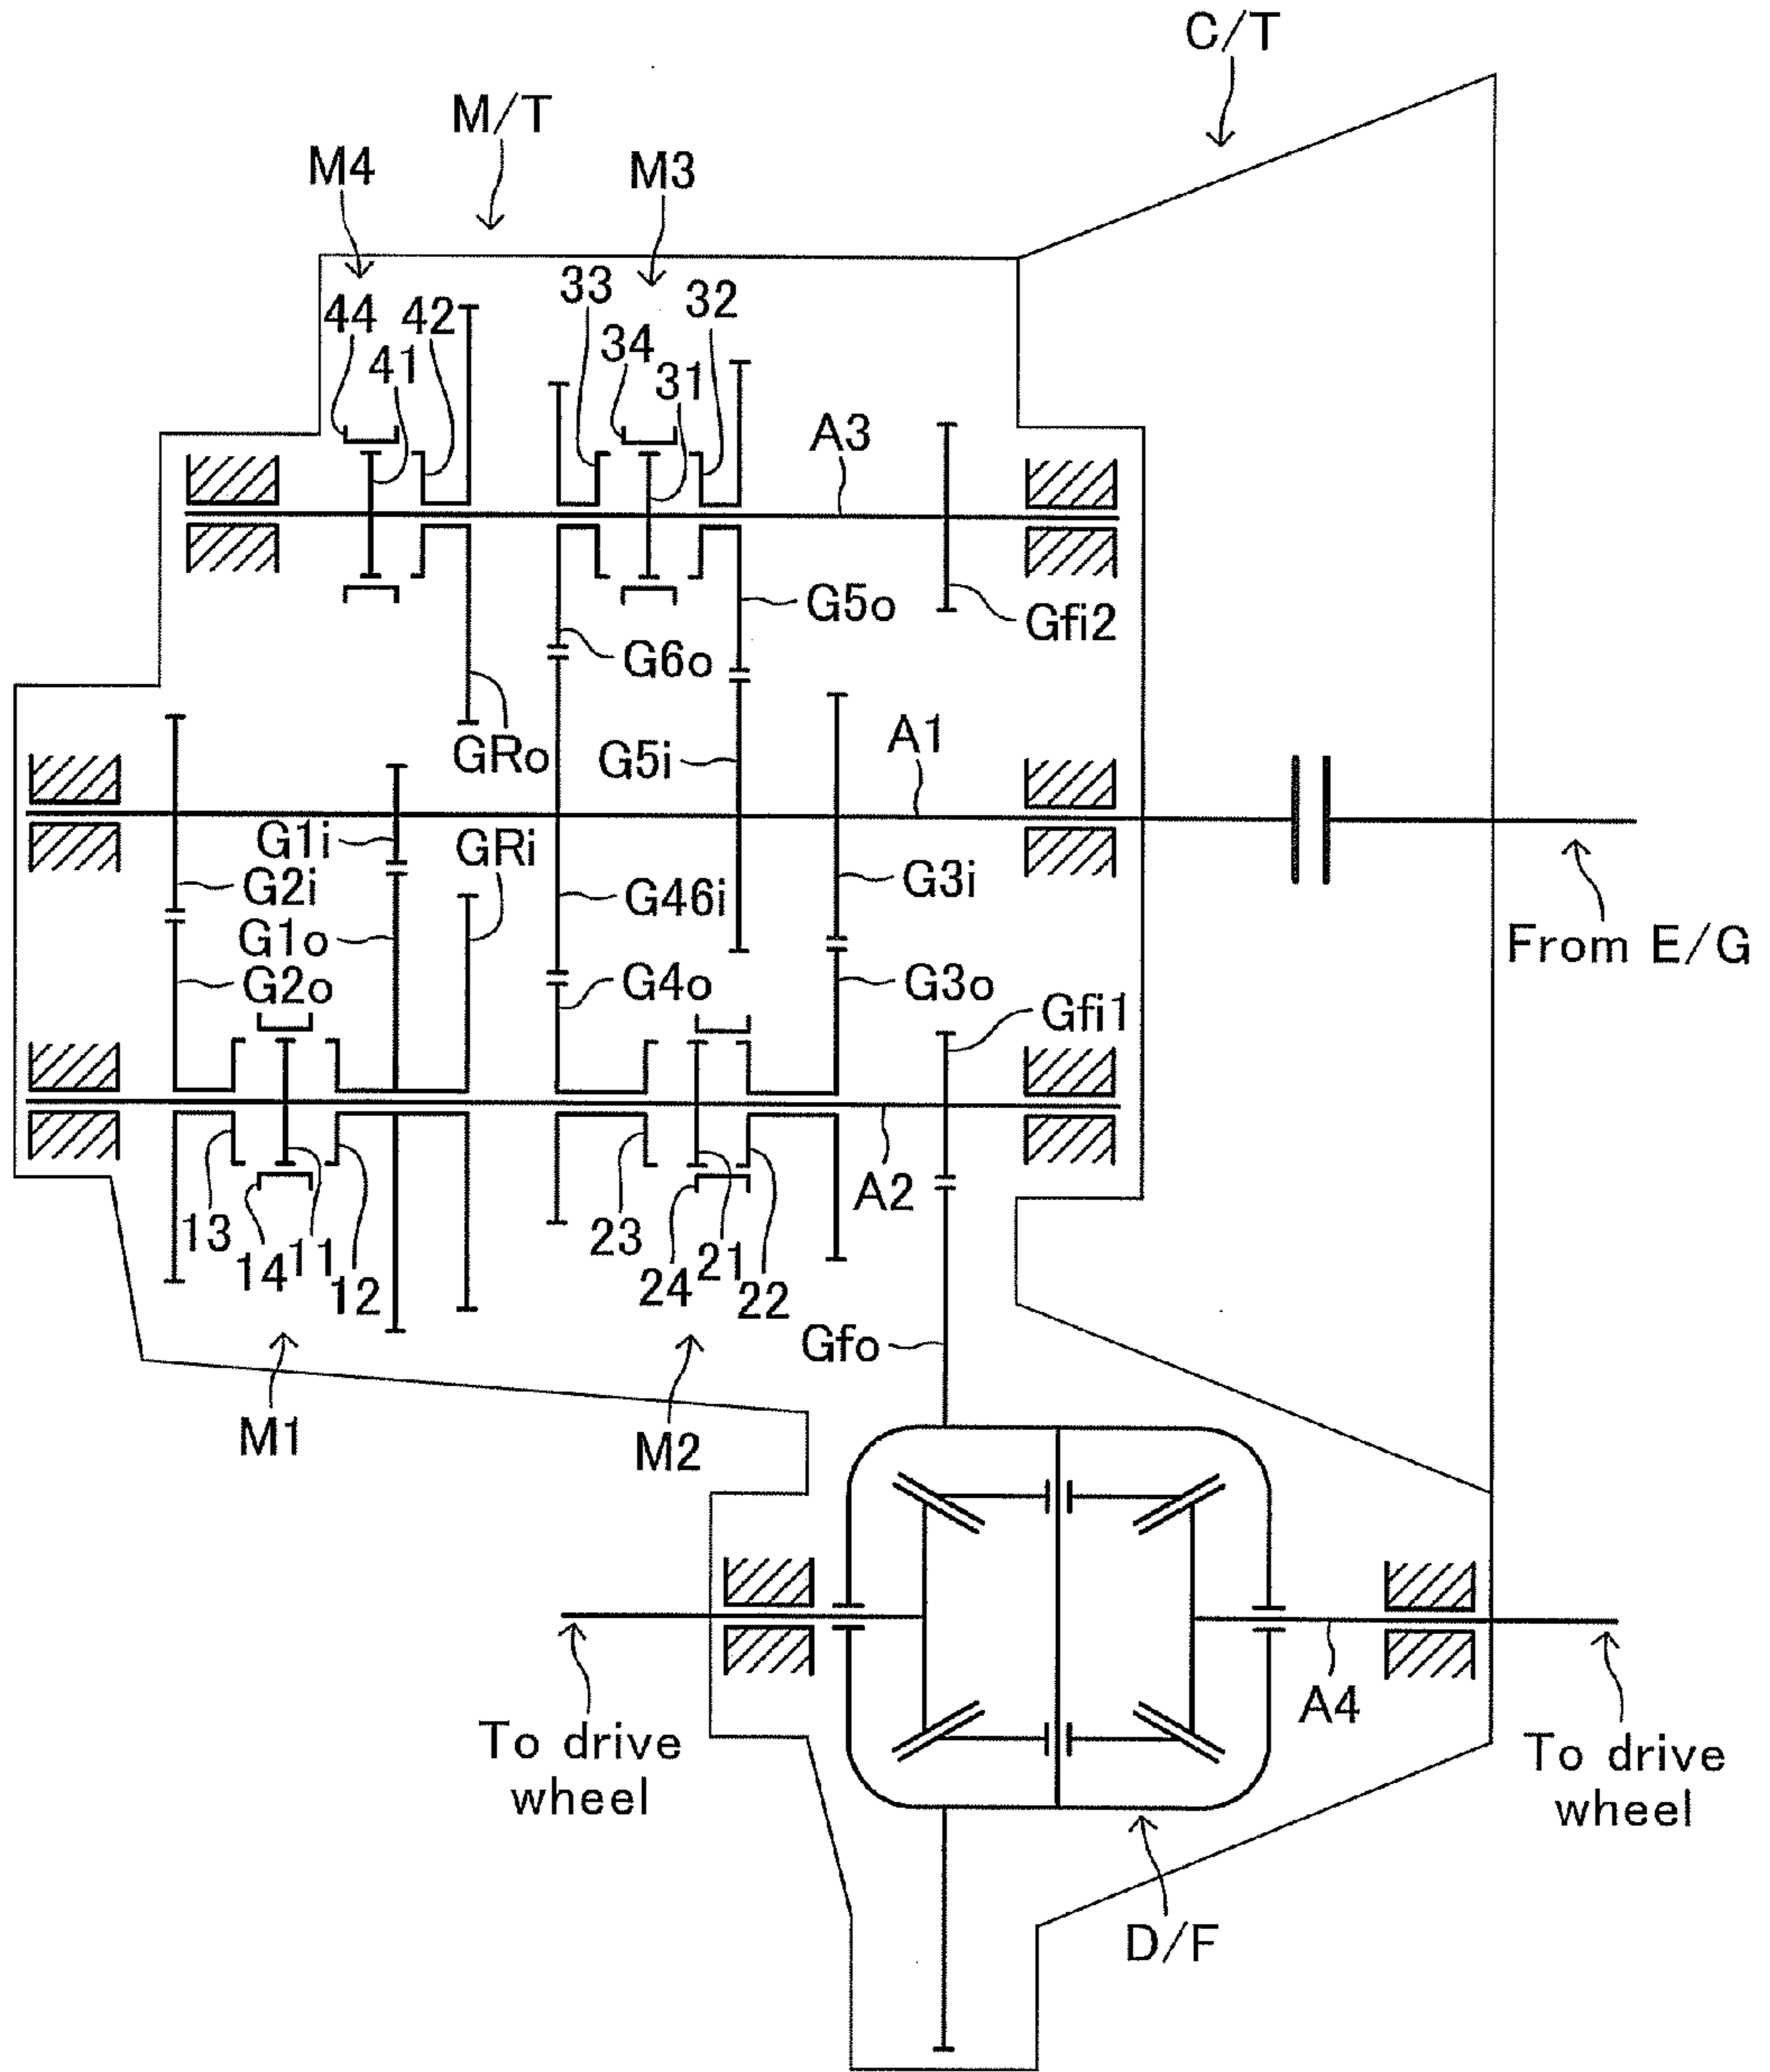 C/T
M/T
M4
M3
33
32
44
42
34
41
31
A3
G5o
Gfi2
G6o
GRo
G5i
A1
G1i
GRi
G2i
G46i
G3i
G1o
From E/G
G2o
G4o
G3o
Gfi1
A2
13
14
11
12
23
24
21
22
Gfo
M1
M2
A4
To drive
wheel
To drive
wheel
D/F